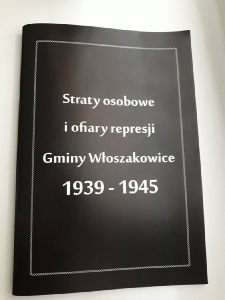 Straty osobowe
i ofiary represji
Gminy Włoszakowice
1939 - 1945